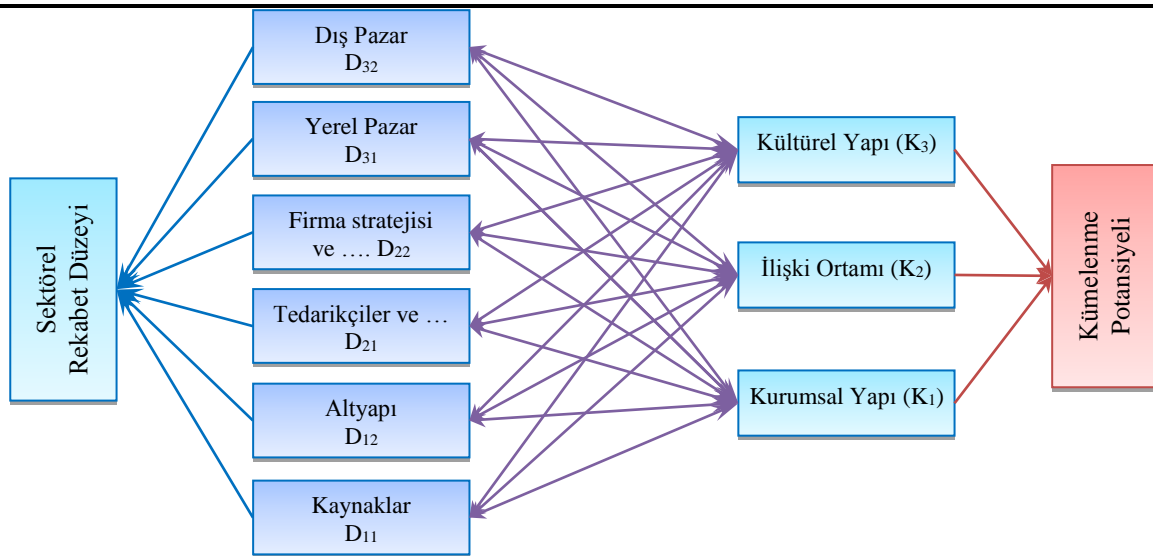 Sektörel
Rekabet Düzeyi
Dış Pazar
D32
Yerel Pazar
D31
Firma stratejisi
ve …. D22
Tedarikçiler ve …
D21
Altyapı
D12
Kaynaklar
D11
Kültürel Yapı (K3)
İlişki Ortamı (K2)
Kurumsal Yapı (K1)
Kümelenme
Potansiyeli